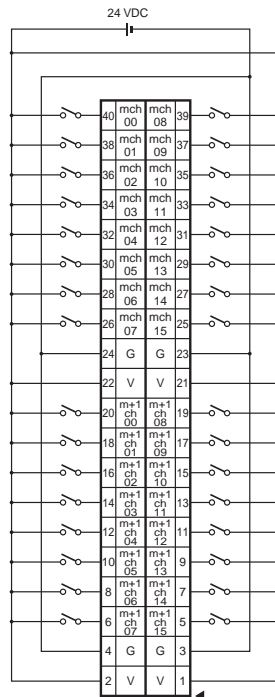 24 VDC
40 mch 00 mch 08 39
38 mch 01 mch 09 37
36 mch 02 mch 10 35
34 mch 03 mch 11 33
32 mch 04 mch 12 31
30 mch 05 mch 13 29
28 mch 06 mch 14 27
26 mch 07 mch 15 25
24 G G 23
22 V V 21
20 m+1 ch 00 m+1 ch 08 19
18 m+1 ch 01 m+1 ch 09 17
16 m+1 ch 02 m+1 ch 10 15
14 m+1 ch 03 m+1 ch 11 13
12 m+1 ch 04 m+1 ch 12 11
10 m+1 ch 05 m+1 ch 13 9
8 m+1 ch 06 m+1 ch 14 7
6 m+1 ch 07 m+1 ch 15 5
4 G G 3
2 V V 1